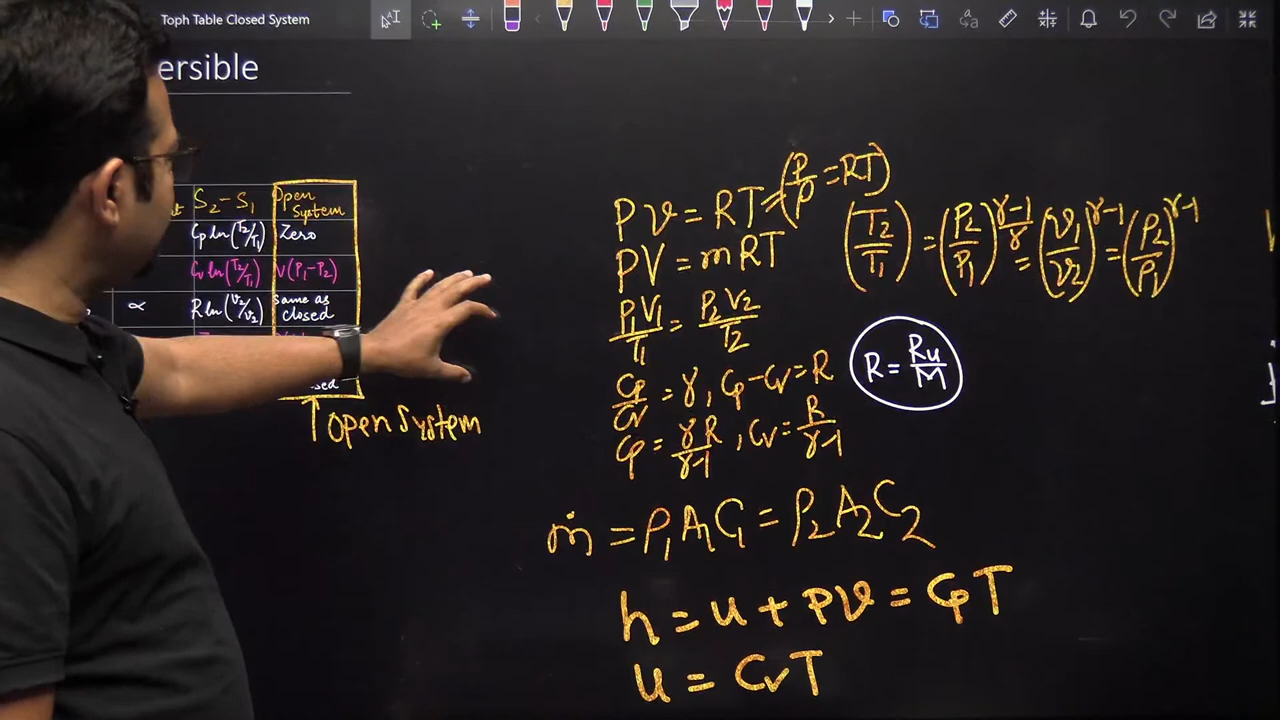 Toph Table Closed System
ersible
S₂-S₁ Open System
Cp ln(T₂/T₁) Zero
Cv ln(T₂/T₁) V(P₁-P₂)
∝ R ln(v₂/v₁) same as closed
↑ Open System
Pv = RT ⇒ (P/ρ = RT)
PV = mRT
P₁V₁/T₁ = P₂V₂/T₂
Cp/Cv = γ, Cp-Cv = R
Cp = γR/γ-1, Cv = R/γ-1
(T₂/T₁) = (P₂/P₁)^γ-1/γ = (v₁/v₂)^γ-1 = (ρ₂/ρ₁)^γ-1
R = Ru/M
ṁ = ρ₁A₁C₁ = ρ₂A₂C₂
h = u + pv = CpT
u = CvT